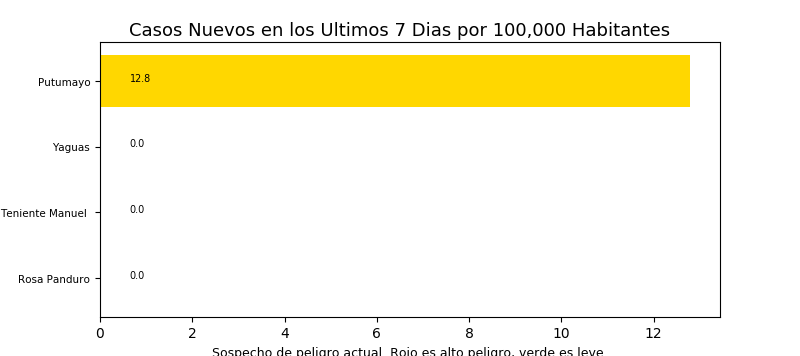 Casos Nuevos en los Ultimos 7 Dias por 100,000 Habitantes
Putumayo
12.8
Yaguas
0.0
Teniente Manuel
0.0
Rosa Panduro
0.0
0 2 4 6 8 10 12
Sospecho de peligro actual. Rojo es alto peligro, verde es leve